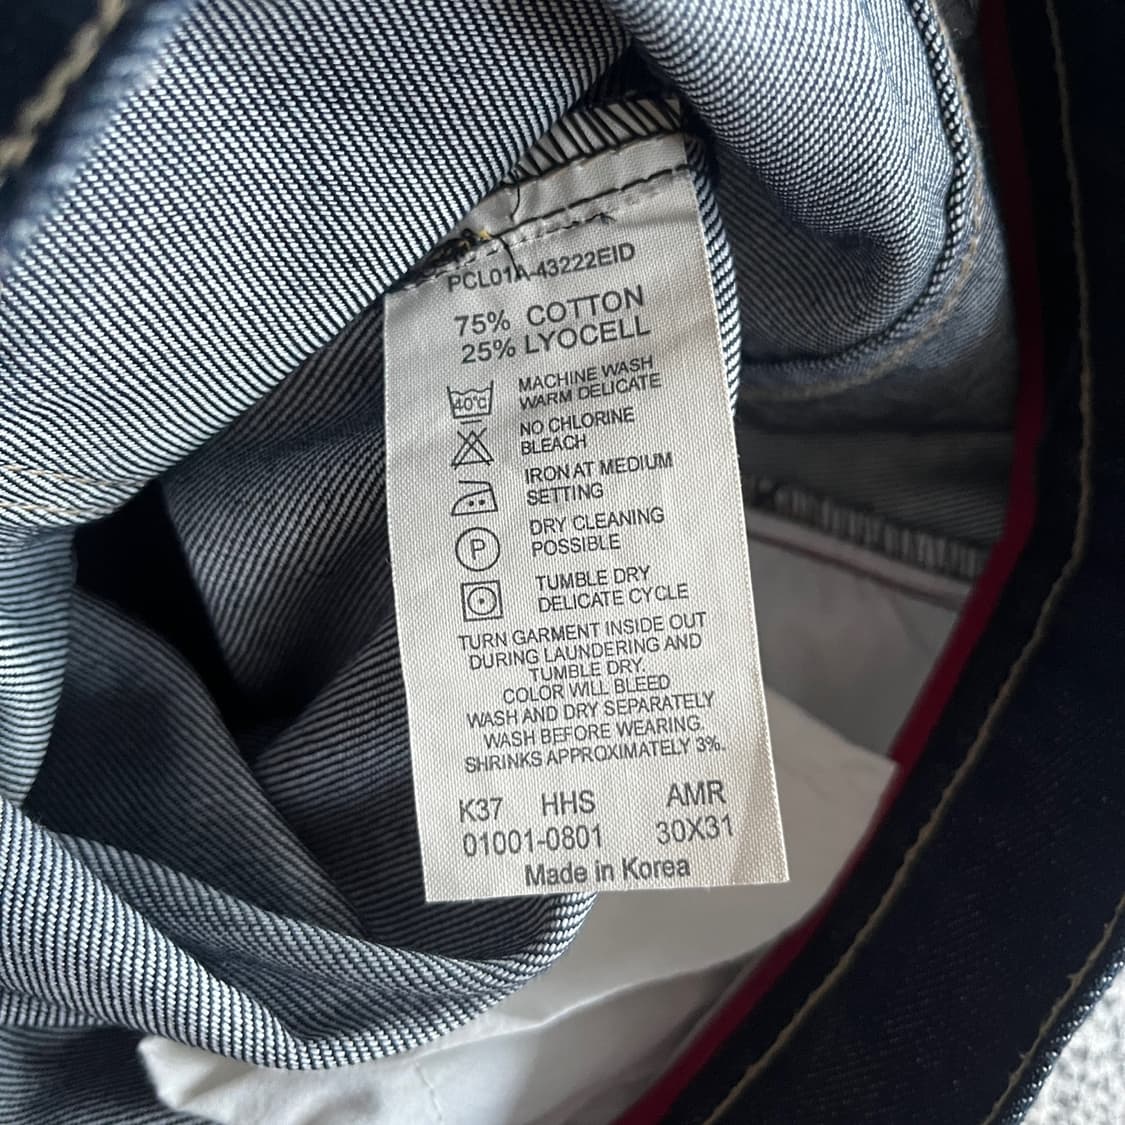 PCL01A-43222EID
75% COTTON
25% LYOCELL
40°C
MACHINE WASH
WARM DELICATE
NO CHLORINE
BLEACH
IRON AT MEDIUM
SETTING
P
DRY CLEANING
POSSIBLE
TUMBLE DRY
DELICATE CYCLE
TURN GARMENT INSIDE OUT
DURING LAUNDERING AND
TUMBLE DRY.
COLOR WILL BLEED
WASH AND DRY SEPARATELY
WASH BEFORE WEARING.
SHRINKS APPROXIMATELY 3%.
K37 HHS AMR
01001-0801 30X31
Made in Korea